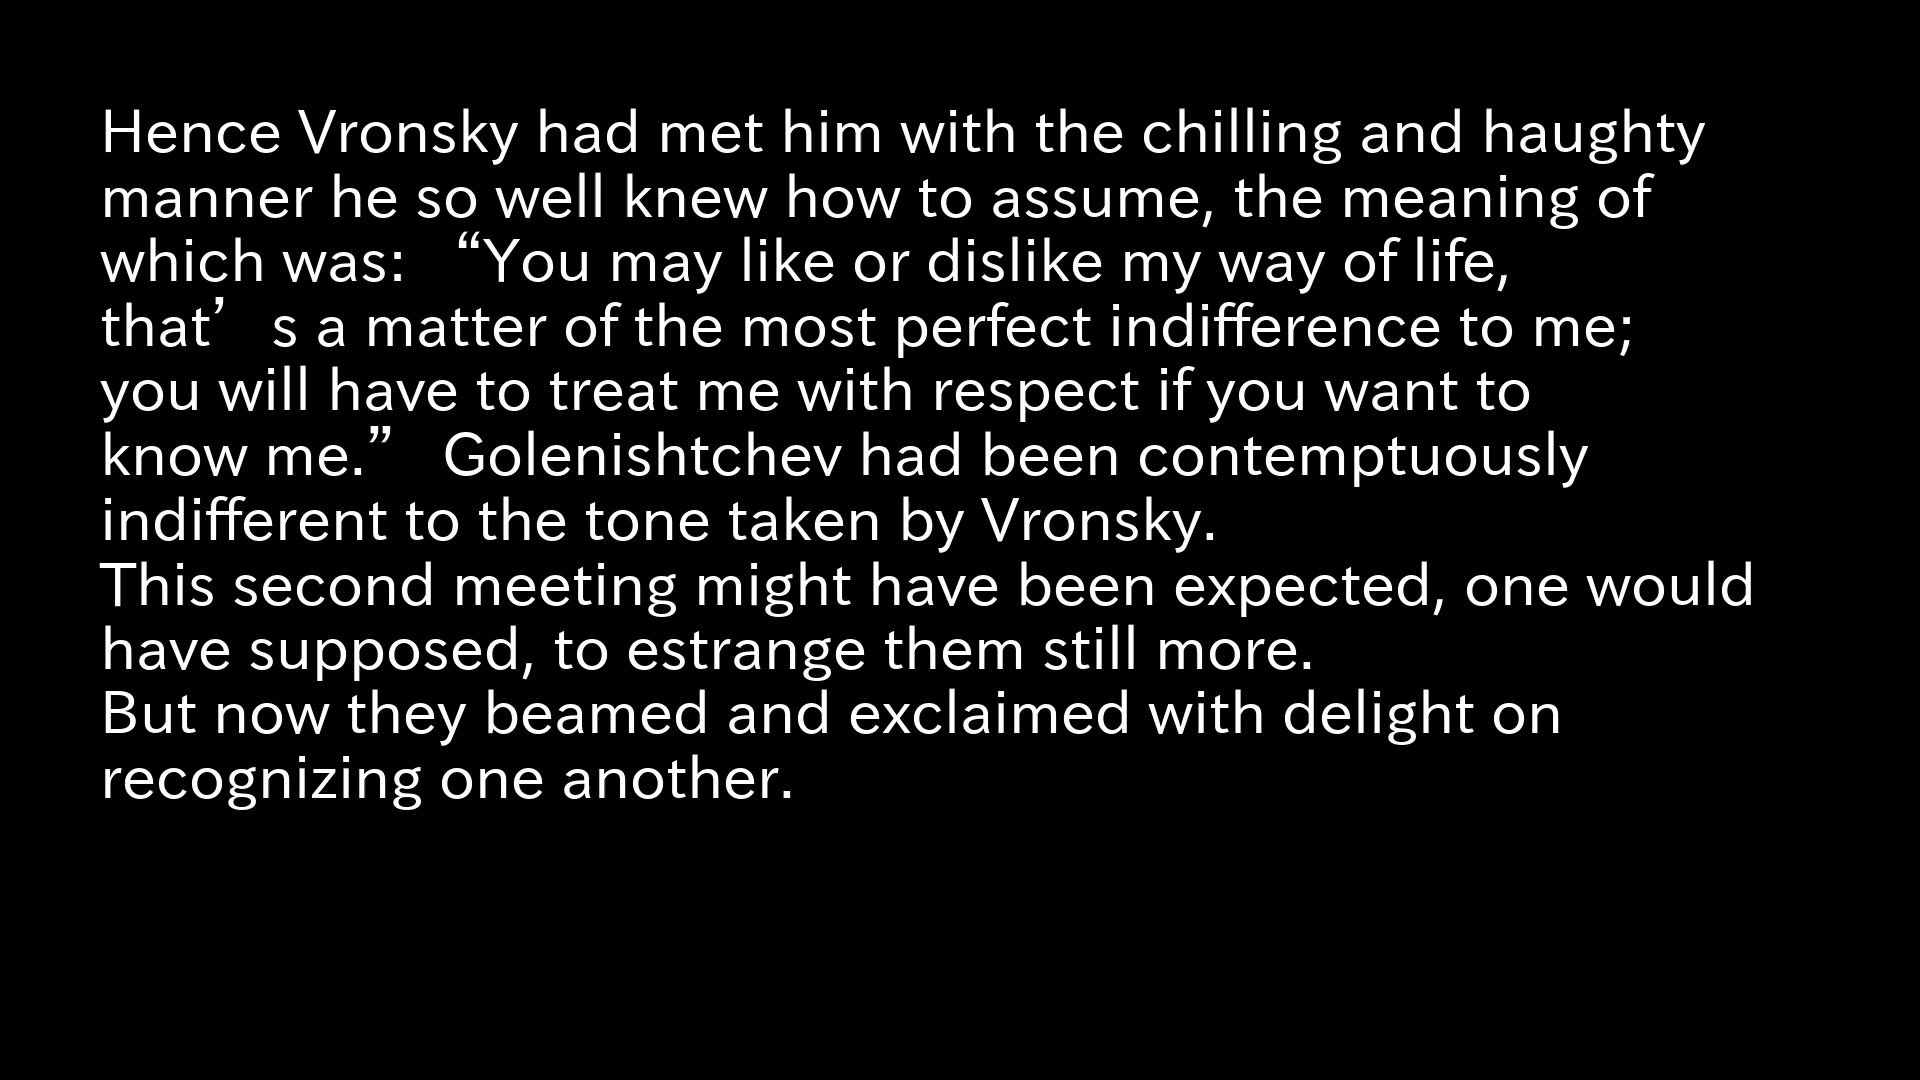 Hence Vronsky had met him with the chilling and haughty
manner he so well knew how to assume, the meaning of
which was: “You may like or dislike my way of life,
that’s a matter of the most perfect indifference to me;
you will have to treat me with respect if you want to
know me.” Golenishtchev had been contemptuously
indifferent to the tone taken by Vronsky.
This second meeting might have been expected, one would
have supposed, to estrange them still more.
But now they beamed and exclaimed with delight on
recognizing one another.